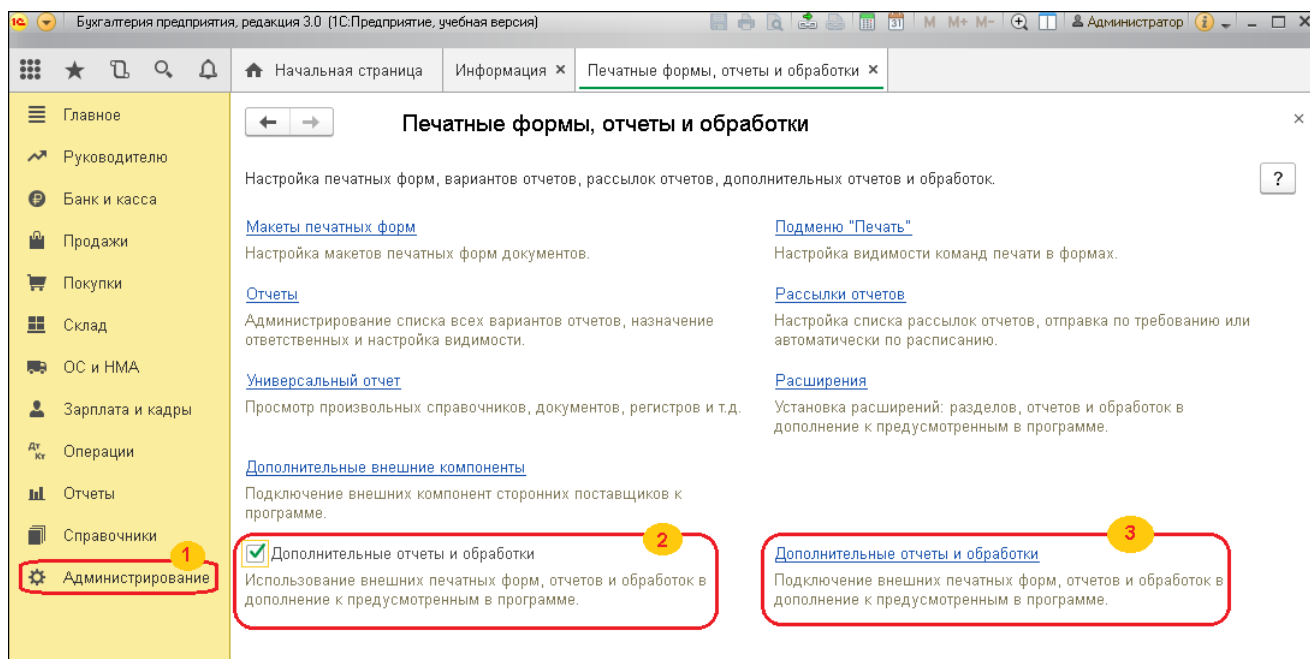 1С Бухгалтерия предприятия, редакция 3.0 (1С:Предприятие, учебная версия) 31 M M+ M- Администратор i
Начальная страница Информация × Печатные формы, отчеты и обработки ×
Главное
Руководителю
Банк и касса
Продажи
Покупки
Склад
ОС и НМА
Зарплата и кадры
Дт Кт Операции
Отчеты
Справочники
1
Администрирование
Печатные формы, отчеты и обработки ×
Настройка печатных форм, вариантов отчетов, рассылок отчетов, дополнительных отчетов и обработок. ?
Макеты печатных форм
Настройка макетов печатных форм документов.
Подменю "Печать"
Настройка видимости команд печати в формах.
Отчеты
Администрирование списка всех вариантов отчетов, назначение
ответственных и настройка видимости.
Рассылки отчетов
Настройка списка рассылок отчетов, отправка по требованию или
автоматически по расписанию.
Универсальный отчет
Просмотр произвольных справочников, документов, регистров и т.д.
Расширения
Установка расширений: разделов, отчетов и обработок в
дополнение к предусмотренным в программе.
Дополнительные внешние компоненты
Подключение внешних компонент сторонних поставщиков к
программе.
2
Дополнительные отчеты и обработки
Использование внешних печатных форм, отчетов и обработок в
дополнение к предусмотренным в программе.
3
Дополнительные отчеты и обработки
Подключение внешних печатных форм, отчетов и обработок в
дополнение к предусмотренным в программе.